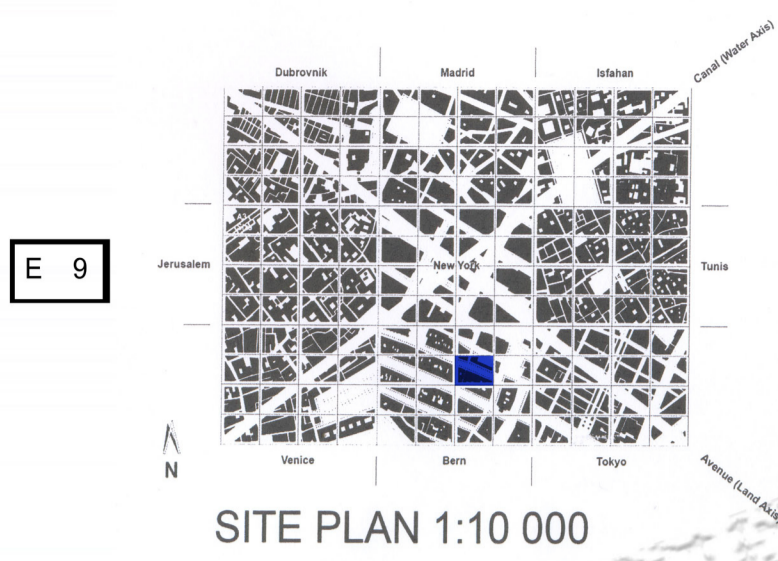 Canal (Water Axis)
Dubrovnik
Madrid
Isfahan
E 9
Jerusalem
New York
Tunis
N
Venice
Bern
Tokyo
Avenue (Land Axis)
SITE PLAN 1:10 000